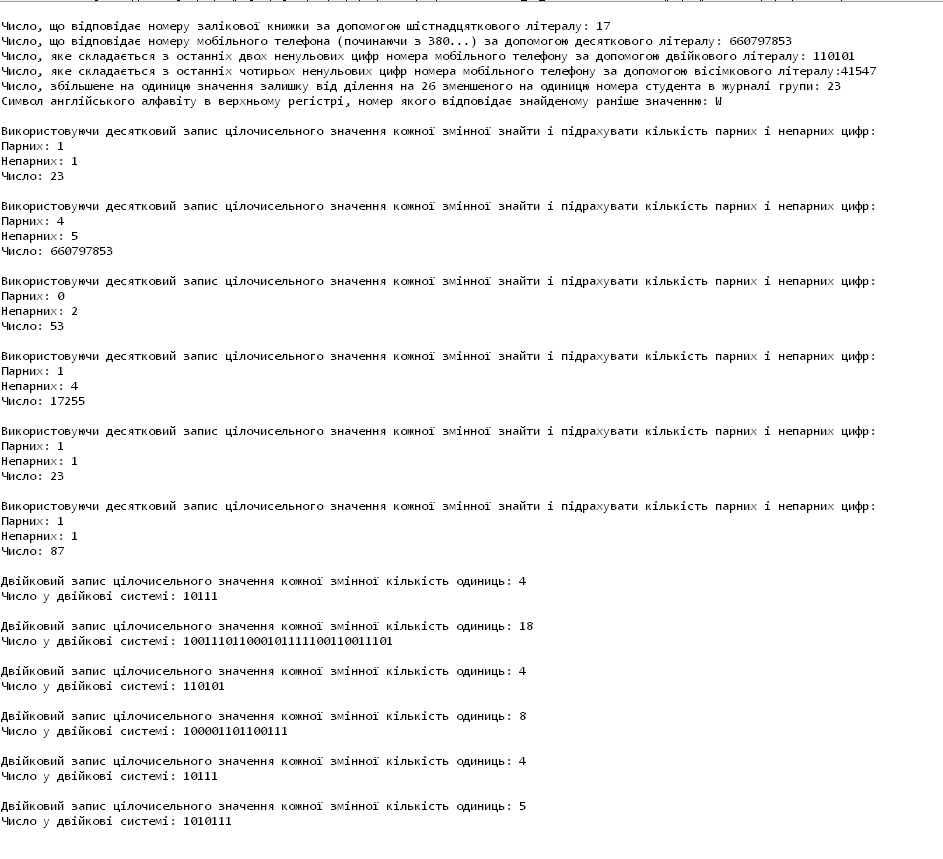 Число, що відповідає номеру залікової книжки за допомогою шістнадцяткового літералу: 17
Число, що відповідає номеру мобільного телефона (починаючи з 380...) за допомогою десяткового літералу: 660797853
Число, яке складається з останніх двох ненульових цифр номера мобільного телефону за допомогою двійкового літералу: 110101
Число, яке складається з останніх чотирьох ненульових цифр номера мобільного телефону за допомогою вісімкового літералу:41547
Число, збільшене на одиницю значення залишку від ділення на 26 зменшеного на одиницю номера студента в журналі групи: 23
Символ англійського алфавіту в верхньому регістрі, номер якого відповідає знайденому раніше значенню: W
Використовуючи десятковий запис цілочисельного значення кожної змінної знайти і підрахувати кількість парних і непарних цифр:
Парних: 1
Непарних: 1
Число: 23
Використовуючи десятковий запис цілочисельного значення кожної змінної знайти і підрахувати кількість парних і непарних цифр:
Парних: 4
Непарних: 5
Число: 660797853
Використовуючи десятковий запис цілочисельного значення кожної змінної знайти і підрахувати кількість парних і непарних цифр:
Парних: 0
Непарних: 2
Число: 53
Використовуючи десятковий запис цілочисельного значення кожної змінної знайти і підрахувати кількість парних і непарних цифр:
Парних: 1
Непарних: 4
Число: 17255
Використовуючи десятковий запис цілочисельного значення кожної змінної знайти і підрахувати кількість парних і непарних цифр:
Парних: 1
Непарних: 1
Число: 23
Використовуючи десятковий запис цілочисельного значення кожної змінної знайти і підрахувати кількість парних і непарних цифр:
Парних: 1
Непарних: 1
Число: 87
Двійковий запис цілочисельного значення кожної змінної кількість одиниць: 4
Число у двійкові системі: 10111
Двійковий запис цілочисельного значення кожної змінної кількість одиниць: 18
Число у двійкові системі: 100111011000101111100110011101
Двійковий запис цілочисельного значення кожної змінної кількість одиниць: 4
Число у двійкові системі: 110101
Двійковий запис цілочисельного значення кожної змінної кількість одиниць: 8
Число у двійкові системі: 100001101100111
Двійковий запис цілочисельного значення кожної змінної кількість одиниць: 4
Число у двійкові системі: 10111
Двійковий запис цілочисельного значення кожної змінної кількість одиниць: 5
Число у двійкові системі: 1010111